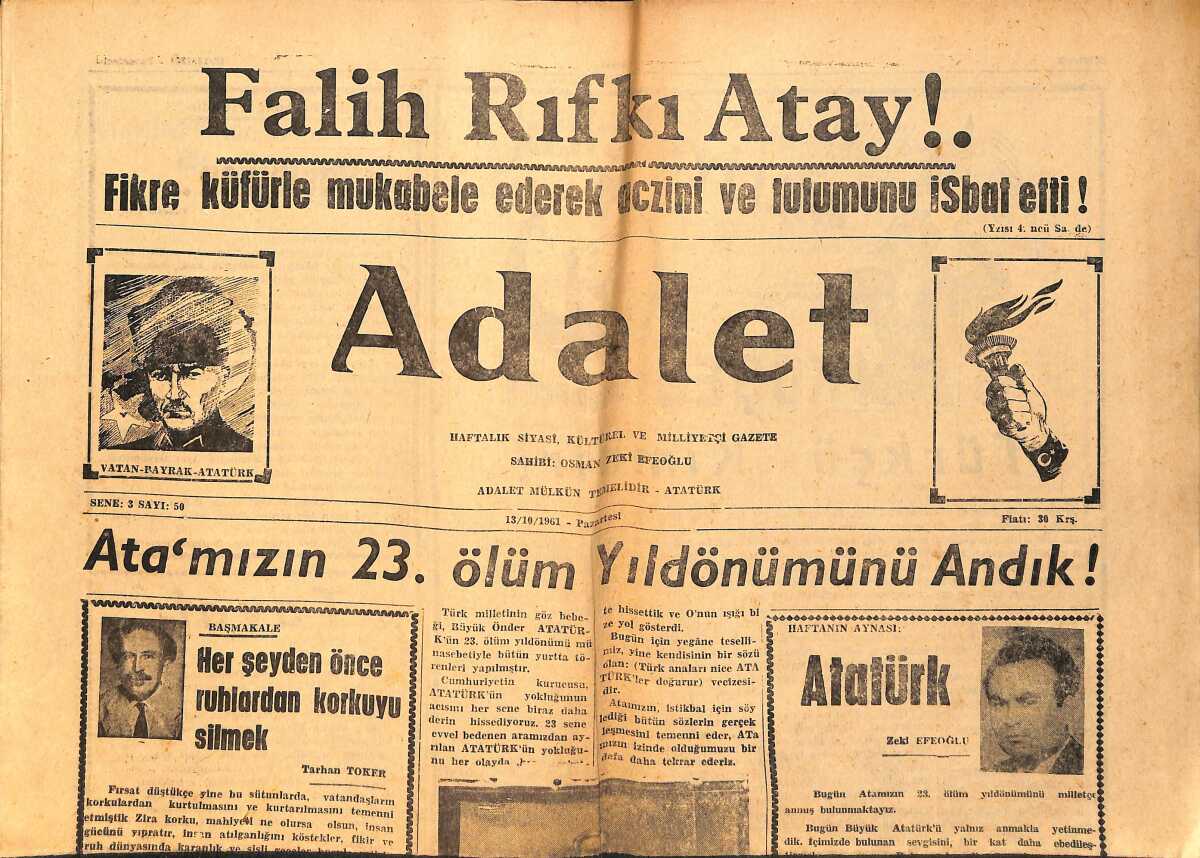 Falih Rıfkı Atay!.
Fikre küfürle mukabele ederek aczini ve tutumunu iSbat etti !
(Yzısı 4. ncü Sa. de)
Adalet
VATAN-BAYRAK-ATATÜRK
HAFTALIK SİYASİ, KÜLTÜREL VE MİLLİYETÇİ GAZETE
SAHİBİ: OSMAN ZEKİ EFEOĞLU
ADALET MÜLKÜN TEMELİDİR - ATATÜRK
SENE: 3 SAYI: 50
13/10/1961 - Pazartesi
Fiatı: 30 Krş.
Ata'mızın 23. ölüm Yıldönümünü Andık !
BAŞMAKALE
Her şeyden önce
ruhlardan korkuyu
silmek
Tarhan TOKER
Fırsat düştükçe yine bu sütunlarda, vatandaşların
korkulardan kurtulmasını ve kurtarılmasını temenni
etmiştik Zira korku, mahiyeti ne olursa olsun, insan
gücünü yıpratır, insan atılganlığını köstekler, fikir ve
ruh dünyasında karanlık ve sisli
Türk milletinin göz bebe-
ği, Büyük Önder ATATÜR-
K'ün 23. ölüm yıldönümü mü
nasebetiyle bütün yurtta tö-
renleri yapılmıştır.
Cumhuriyetin kurucusu,
ATATÜRK'ün yokluğunun
acısını her sene biraz daha
derin hissediyoruz. 23 sene
evvel bedenen aramızdan ay-
rılan ATATÜRK'ün yokluğu-
nu her olayda
te hissettik ve O'nun ışığı bi
ze yol gösterdi.
Bugün için yegâne teselli-
miz, yine kendisinin bir sözü
olan: (Türk anaları nice ATA
TÜRK'ler doğurur) vecizesi-
dir.
Atamızın, istikbal için söy
lediği bütün sözlerin gerçek
leşmesini temenni eder, ATa
mızın izinde olduğumuzu bir
defa daha tekrar ederiz.
HAFTANIN AYNASI:
Atatürk
Zeki EFEOĞLU
Bugün Atamızın 23. ölüm yıldönümünü milletçe
anmış bulunmaktayız.
Bugün Büyük Atatürk'ü yalnız anmakla yetinme-
dik. İçimizde bulunan sevgisini, bir kat daha ebedileş-